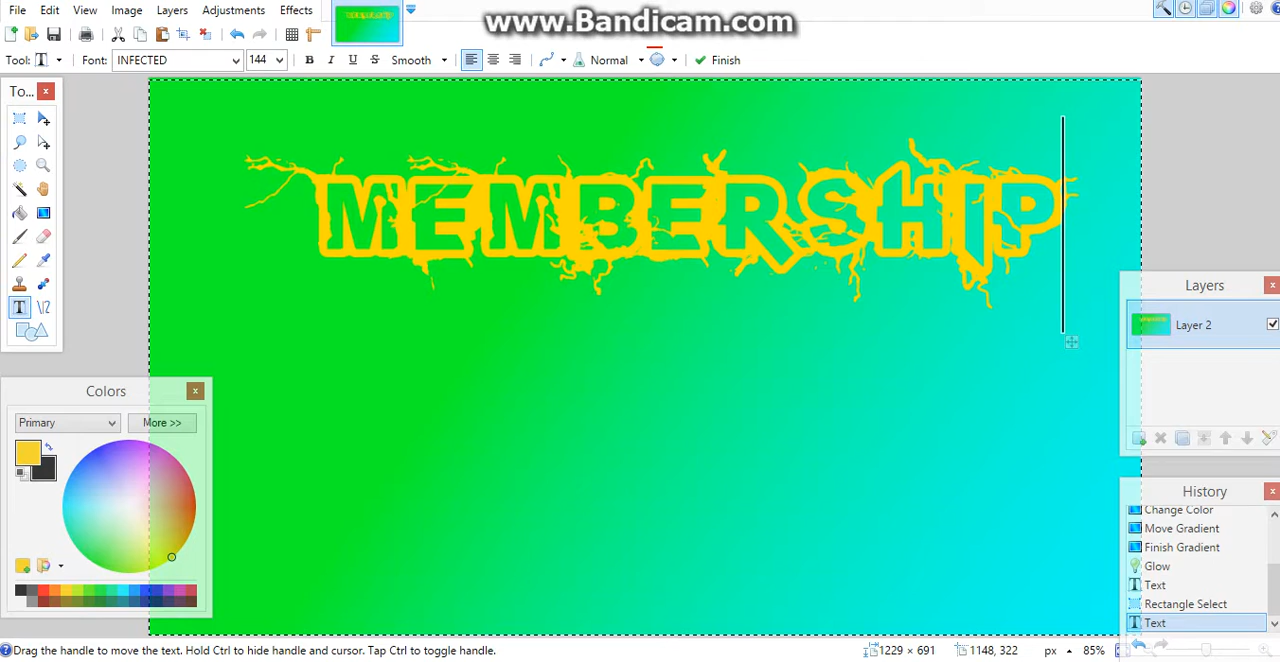 File Edit View Image Layers Adjustments Effects
www.Bandicam.com
Tool: T Font: INFECTED 144 B I U S Smooth Normal Finish
To...
MEMBERSHIP
Layers
Layer 2
Colors
Primary More >>
History
Change Color
Move Gradient
Finish Gradient
Glow
Text
Rectangle Select
Text
Drag the handle to move the text. Hold Ctrl to hide handle and cursor. Tap Ctrl to toggle handle. 1229 × 691 1148, 322 px 85%